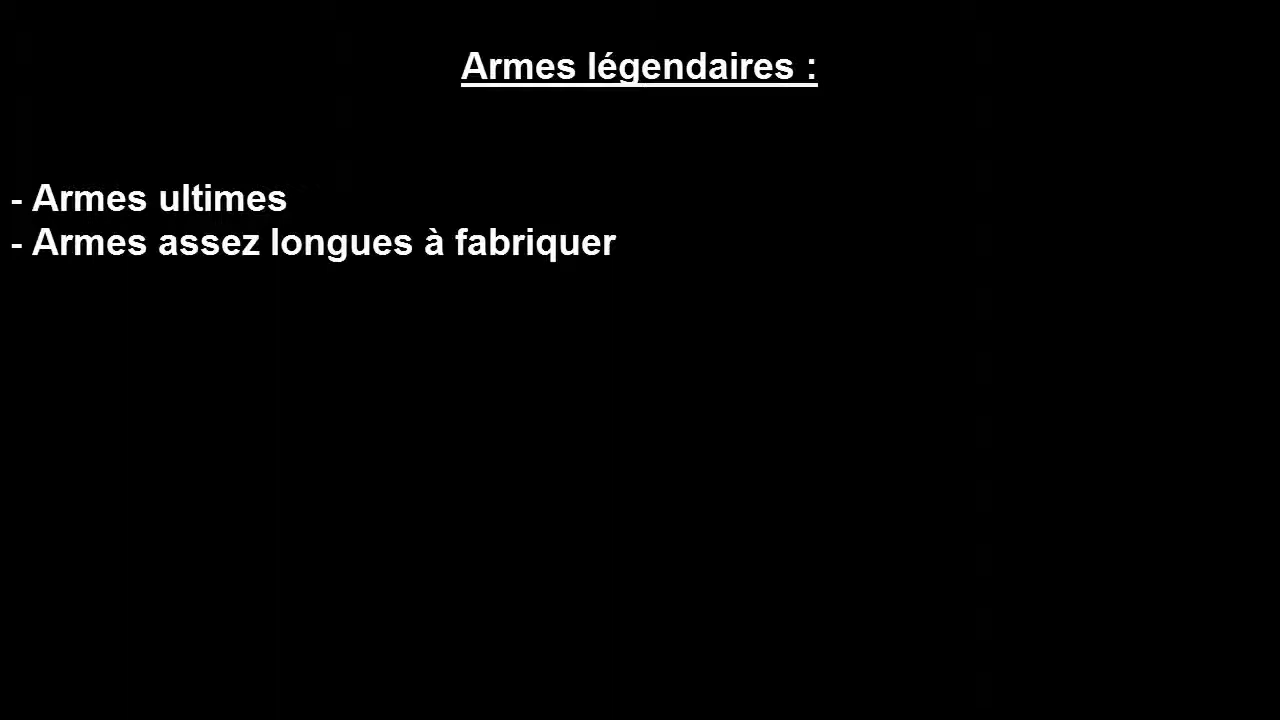 Armes légendaires :
- Armes ultimes
- Armes assez longues à fabriquer